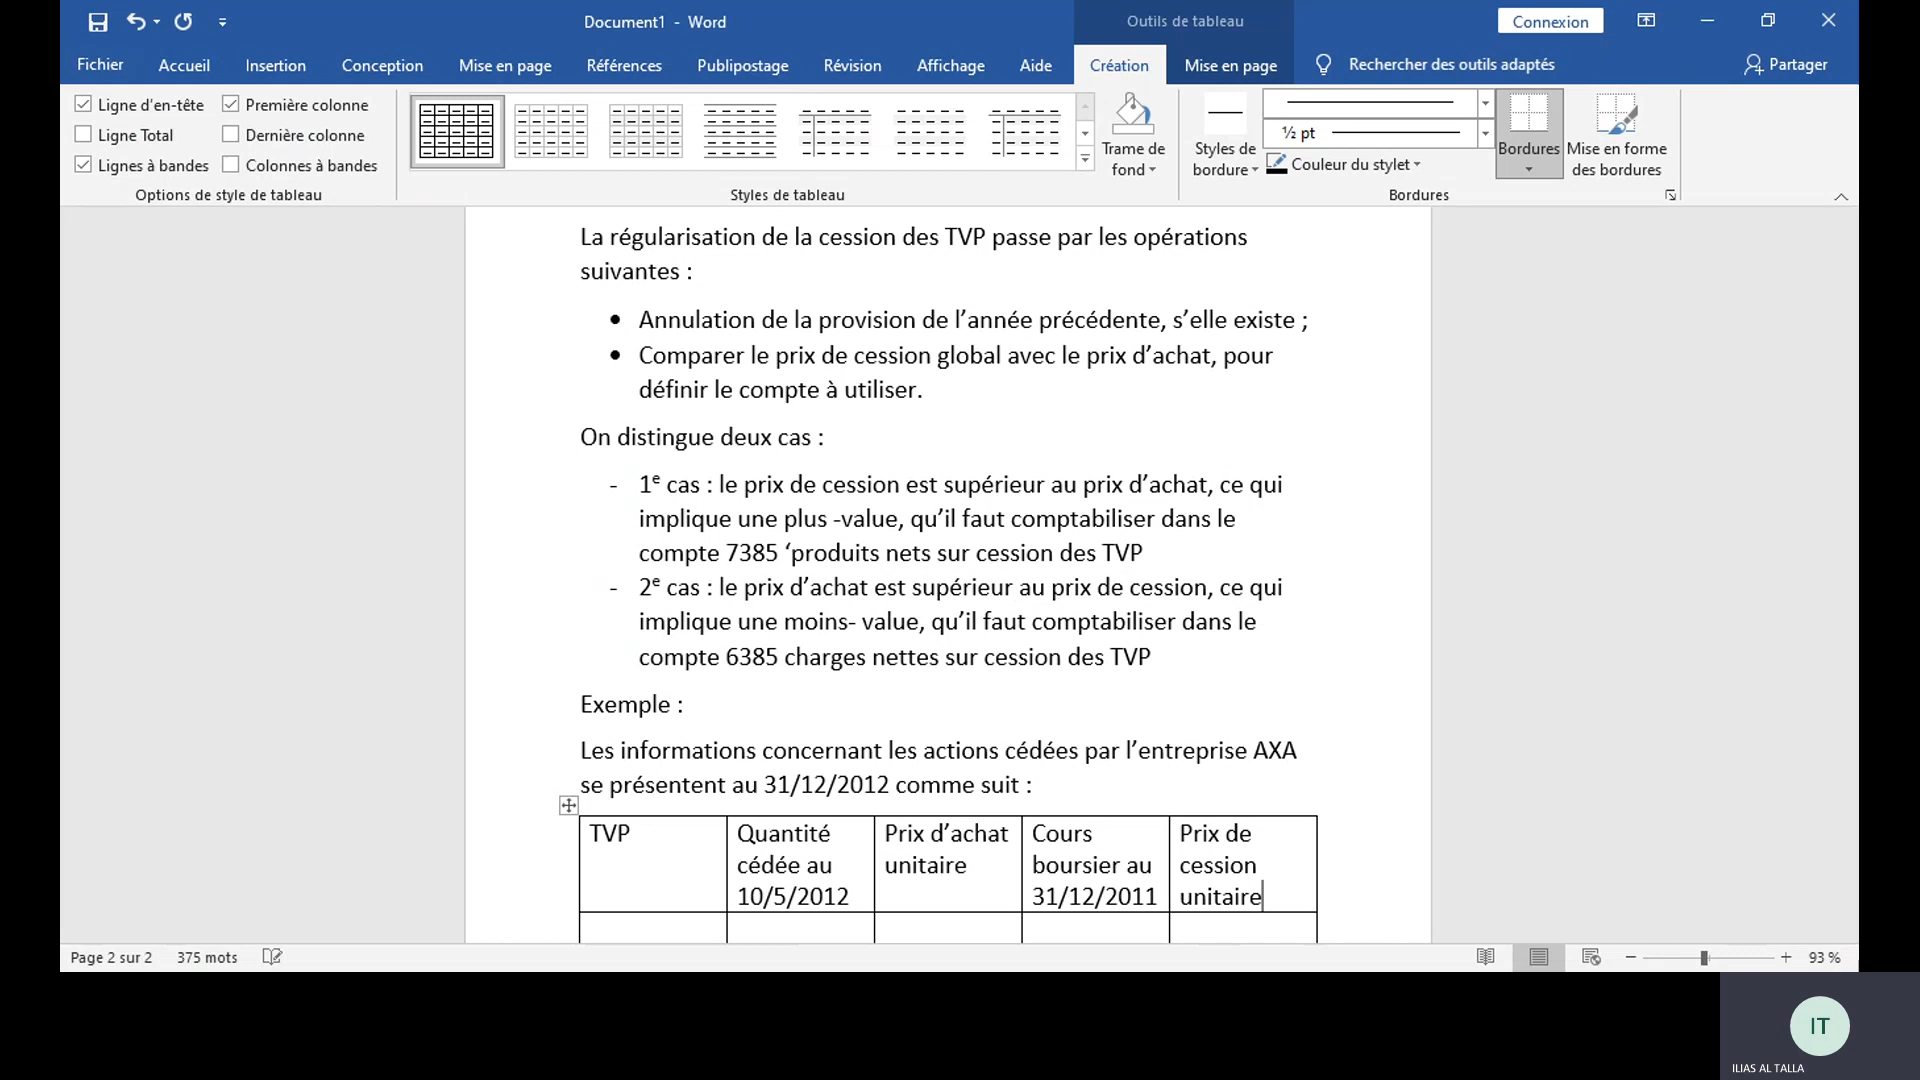 Document1 - Word
Outils de tableau
Connexion
Fichier
Accueil
Insertion
Conception
Mise en page
Références
Publipostage
Révision
Affichage
Aide
Création
Mise en page
Rechercher des outils adaptés
Partager
Ligne d'en-tête
Première colonne
Ligne Total
Dernière colonne
Lignes à bandes
Colonnes à bandes
Options de style de tableau
Styles de tableau
Trame de
fond
Styles de
bordure
½ pt
Couleur du stylet
Bordures
Mise en forme
des bordures
Bordures
La régularisation de la cession des TVP passe par les opérations
suivantes :
• Annulation de la provision de l’année précédente, s’elle existe ;
• Comparer le prix de cession global avec le prix d’achat, pour
définir le compte à utiliser.
On distingue deux cas :
- 1e cas : le prix de cession est supérieur au prix d’achat, ce qui
implique une plus -value, qu’il faut comptabiliser dans le
compte 7385 ‘produits nets sur cession des TVP
- 2e cas : le prix d’achat est supérieur au prix de cession, ce qui
implique une moins- value, qu’il faut comptabiliser dans le
compte 6385 charges nettes sur cession des TVP
Exemple :
Les informations concernant les actions cédées par l’entreprise AXA
se présentent au 31/12/2012 comme suit :
TVP
Quantité
cédée au
10/5/2012
Prix d’achat
unitaire
Cours
boursier au
31/12/2011
Prix de
cession
unitaire
Page 2 sur 2
375 mots
93 %
IT
ILIAS AL TALLA